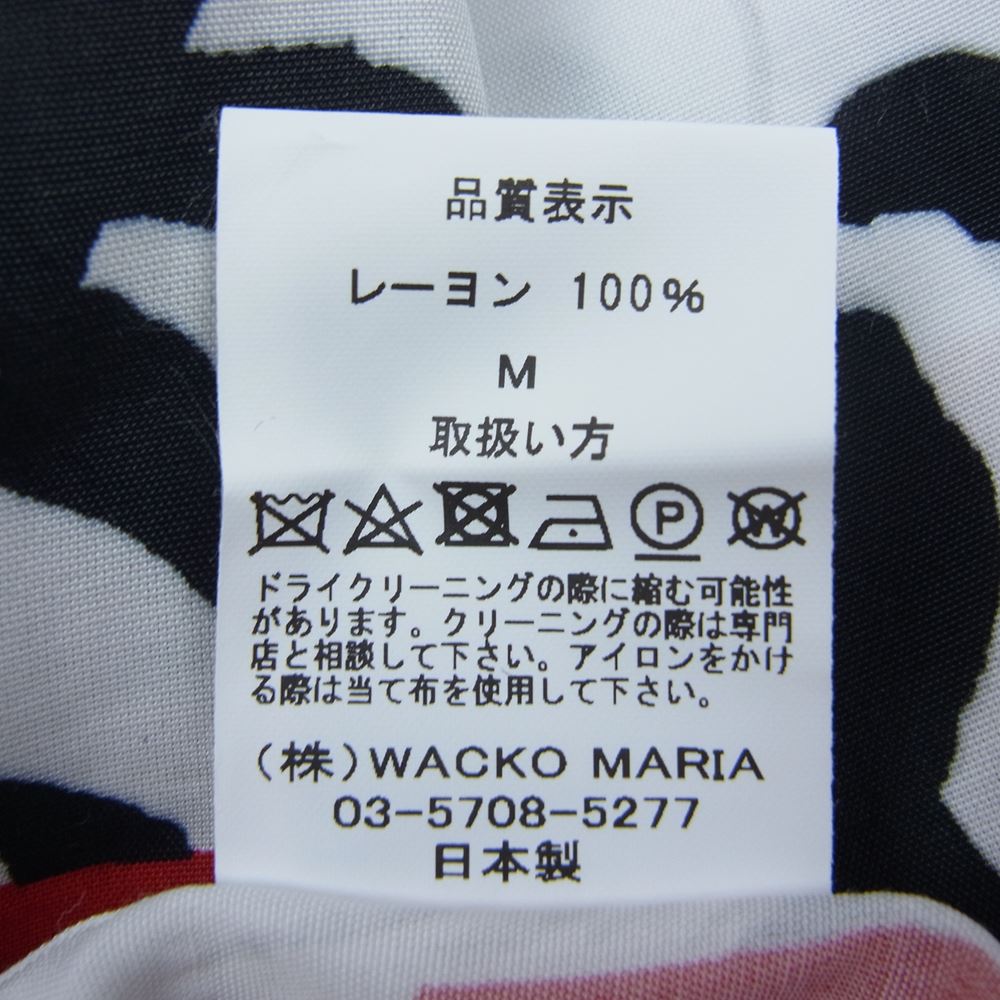 品質表示
レーヨン 100%
M
取扱い方
P W
ドライクリーニングの際に縮む可能性
があります。クリーニングの際は専門
店と相談して下さい。アイロンをかけ
る際は当て布を使用して下さい。
(株)WACKO MARIA
03-5708-5277
日本製